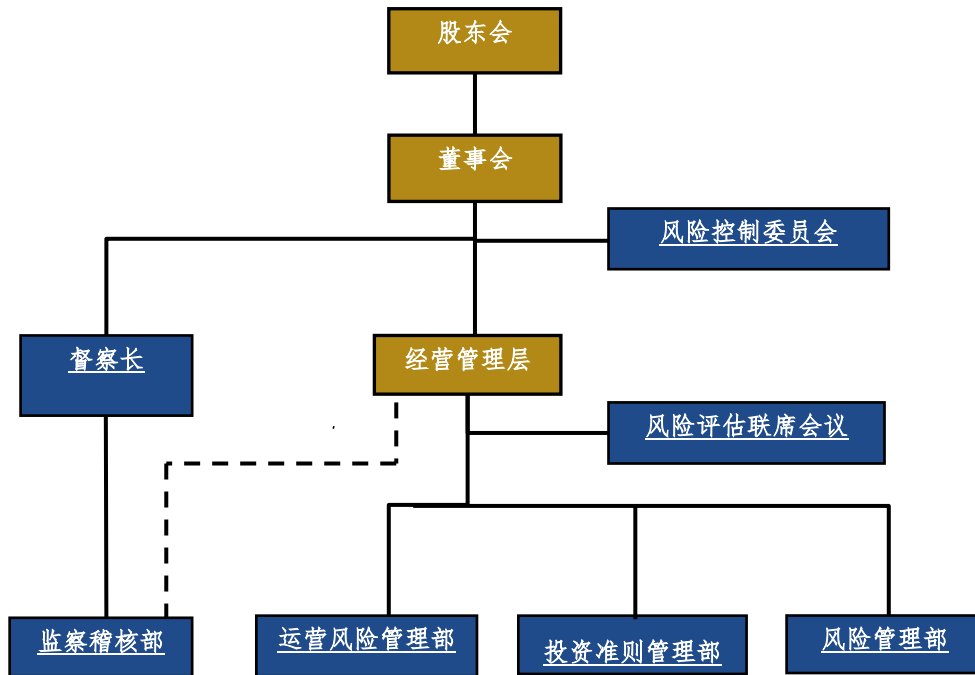 股东会
董事会
风险控制委员会
督察长
经营管理层
风险评估联席会议
监察稽核部
运营风险管理部
投资准则管理部
风险管理部